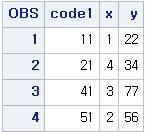 OBS code1 x y
1 11 1 22
2 21 4 34
3 41 3 77
4 51 2 56